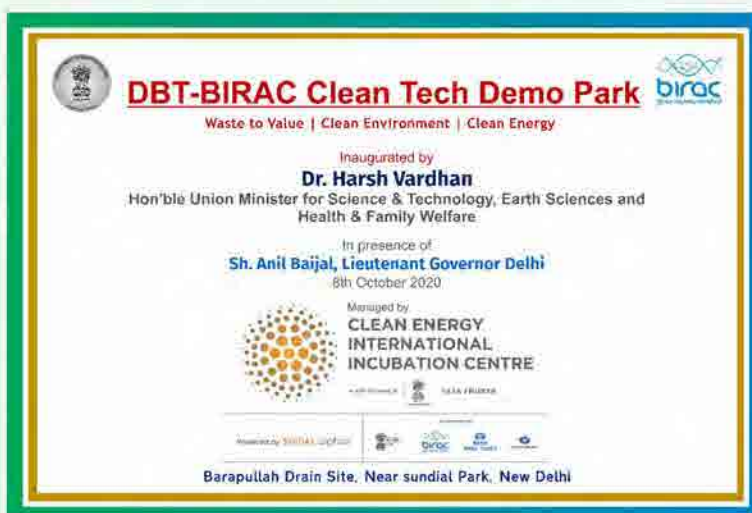 DBT-BIRAC Clean Tech Demo Park
birac
Waste to Value | Clean Environment | Clean Energy
Inaugurated by
Dr. Harsh Vardhan
Hon'ble Union Minister for Science & Technology, Earth Sciences and
Health & Family Welfare
In presence of
Sh. Anil Baijal, Lieutenant Governor Delhi
8th October 2020
Managed by
CLEAN ENERGY
INTERNATIONAL
INCUBATION CENTRE
TATA TRUSTS
Powered by
birac
Barapullah Drain Site, Near sundial Park, New Delhi